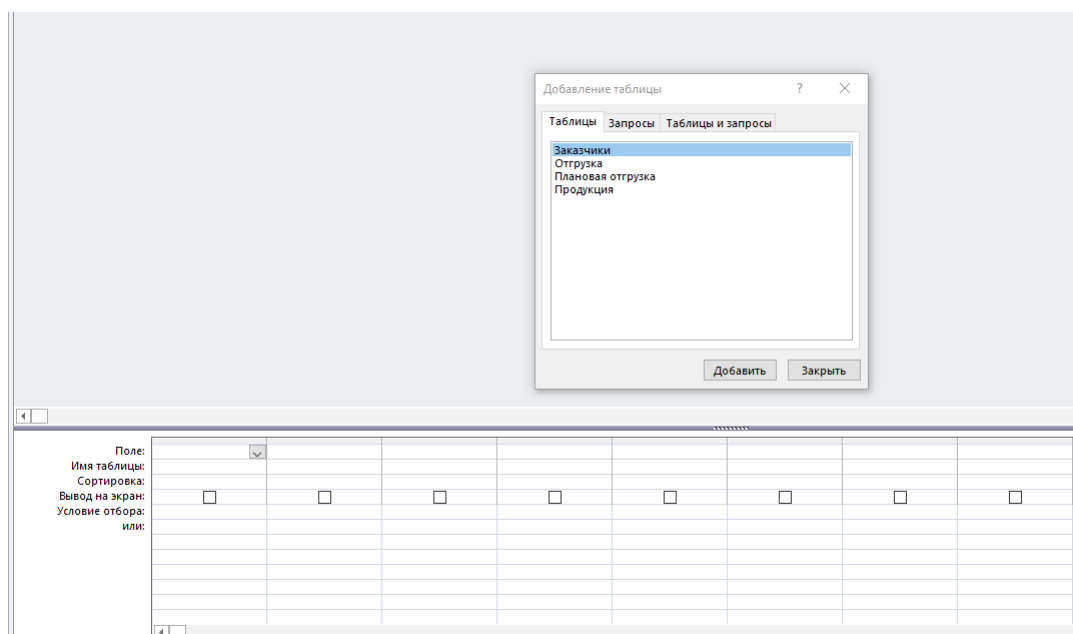 Добавление таблицы ?
Таблицы Запросы Таблицы и запросы
Заказчики
Отгрузка
Плановая отгрузка
Продукция
Добавить Закрыть
Поле:
Имя таблицы:
Сортировка:
Вывод на экран:
Условие отбора:
или: